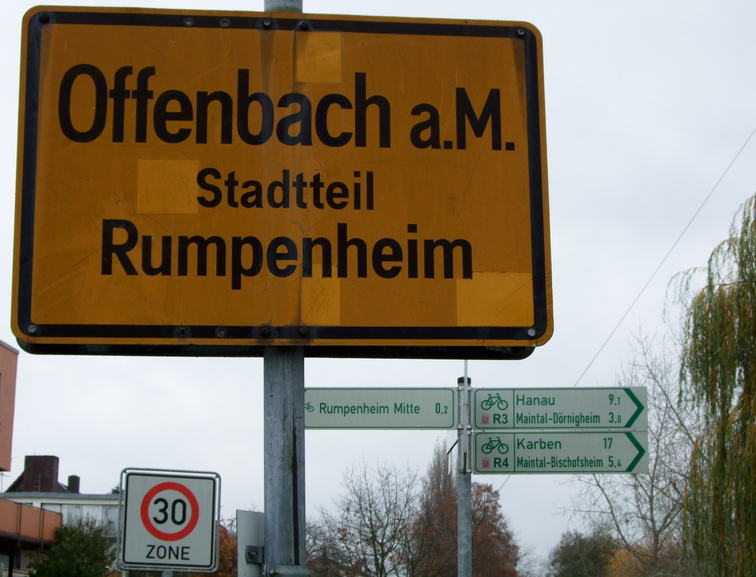 Offenbach a.M.
Stadtteil
Rumpenheim
Rumpenheim Mitte 0,2
Hanau 9,1
R3 Maintal-Dörnigheim 3,0
Karben 17
R4 Maintal-Bischofsheim 5,4
30
ZONE